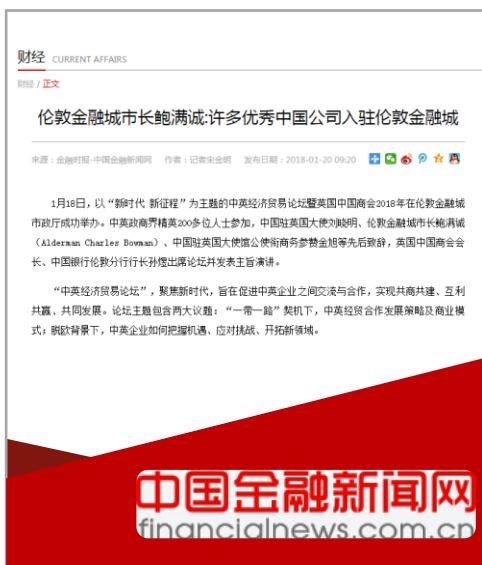 财经 CURRENT AFFAIRS
财经 / 正文
伦敦金融城市长鲍满诚:许多优秀中国公司入驻伦敦金融城
来源：金融时报-中国金融新闻网 作者：记者宋金明 发布日期：2018-01-20 09:20
1月18日，以“新时代 新征程”为主题的中英经济贸易论坛暨英国中国商会2018年在伦敦金融城
市政厅成功举办。中英政商界精英200多位人士参加，中国驻英国大使刘晓明、伦敦金融城市长鲍满诚
（Alderman Charles Bowman）、中国驻英国大使馆公使衔商务参赞金旭等先后致辞，英国中国商会会
长、中国银行伦敦分行行长孙煜出席论坛并发表主旨演讲。
“中英经济贸易论坛”，聚焦新时代，旨在促进中英企业之间交流与合作，实现共商共建、互利
共赢、共同发展。论坛主题包含两大议题：“一带一路”契机下，中英经贸合作发展策略及商业模
式；脱欧背景下，中英企业如何把握机遇、应对挑战、开拓新领域。
中国金融新闻网
financialnews.com.cn